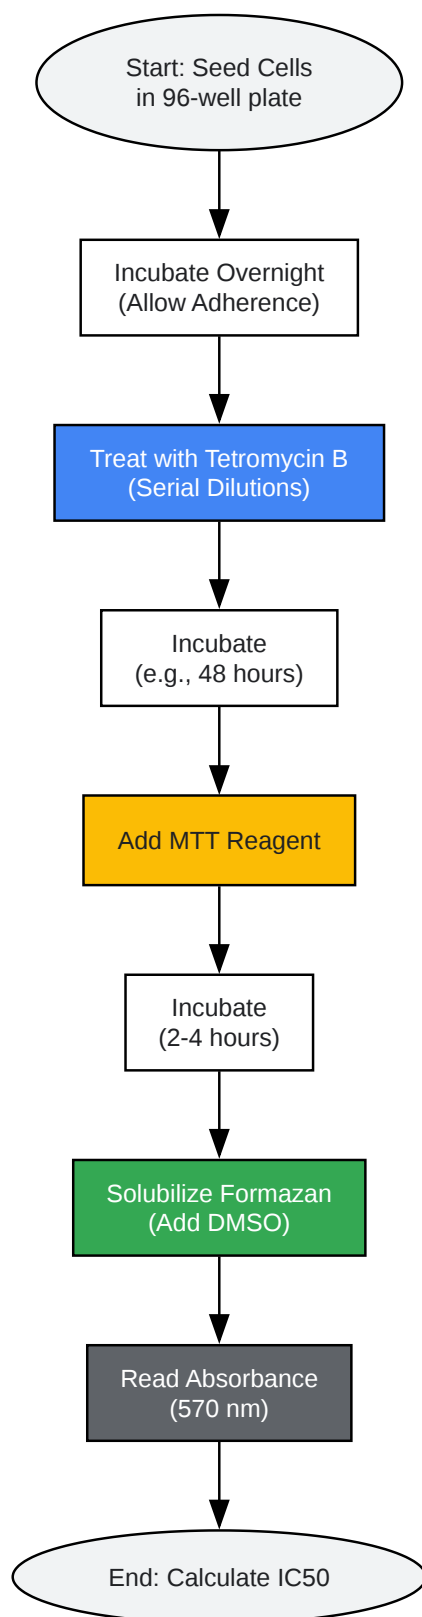 Start: Seed Cells
in 96-well plate
Incubate Overnight
(Allow Adherence)
Treat with Tetromycin B
(Serial Dilutions)
Incubate
(e.g., 48 hours)
Add MTT Reagent
Incubate
(2-4 hours)
Solubilize Formazan
(Add DMSO)
Read Absorbance
(570 nm)
End: Calculate IC50